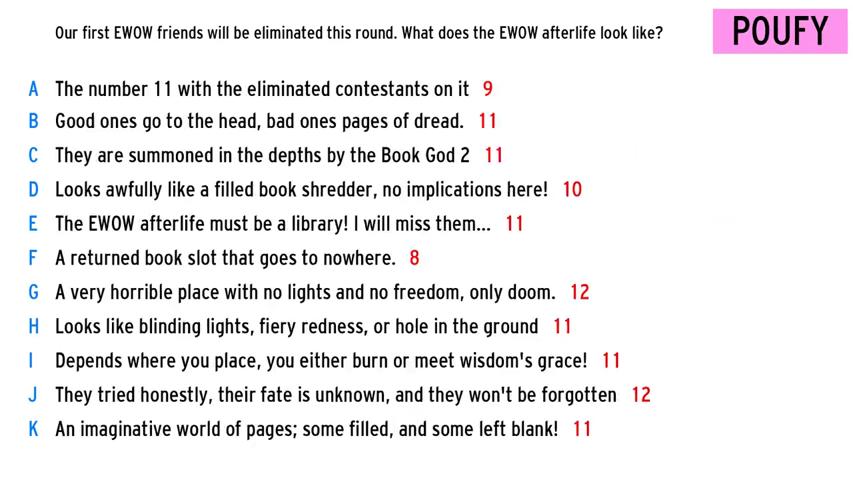 Our first EWOW friends will be eliminated this round. What does the EWOW afterlife look like?
POUFY
A The number 11 with the eliminated contestants on it 9
B Good ones go to the head, bad ones pages of dread. 11
C They are summoned in the depths by the Book God 2 11
D Looks awfully like a filled book shredder, no implications here! 10
E The EWOW afterlife must be a library! I will miss them... 11
F A returned book slot that goes to nowhere. 8
G A very horrible place with no lights and no freedom, only doom. 12
H Looks like blinding lights, fiery redness, or hole in the ground 11
I Depends where you place, you either burn or meet wisdom's grace! 11
J They tried honestly, their fate is unknown, and they won't be forgotten 12
K An imaginative world of pages; some filled, and some left blank! 11